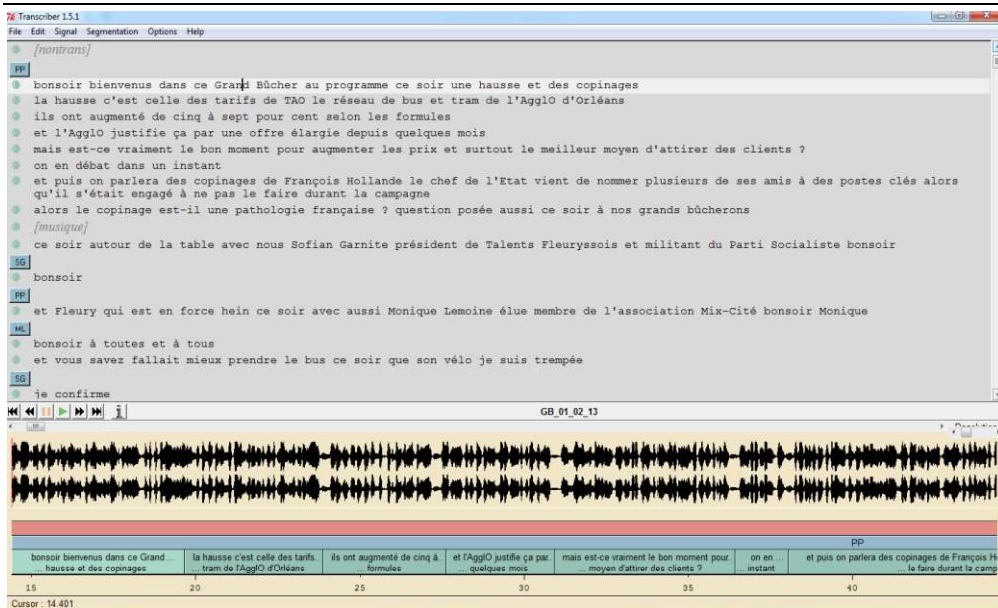 Transcriber 1.5.1
File Edit Signal Segmentation Options Help
[nontrans]
PP
bonsoir bienvenus dans ce Grand Bûcher au programme ce soir une hausse et des copinages
la hausse c'est celle des tarifs de TAO le réseau de bus et tram de l'AgglO d'Orléans
ils ont augmenté de cinq à sept pour cent selon les formules
et l'AgglO justifie ça par une offre élargie depuis quelques mois
mais est-ce vraiment le bon moment pour augmenter les prix et surtout le meilleur moyen d'attirer des clients ?
on en débat dans un instant
et puis on parlera des copinages de François Hollande le chef de l'Etat vient de nommer plusieurs de ses amis à des postes clés alors
qu'il s'était engagé à ne pas le faire durant la campagne
alors le copinage est-il une pathologie française ? question posée aussi ce soir à nos grands bûcherons
[musique]
ce soir autour de la table avec nous Sofian Garnite président de Talents Fleuryssois et militant du Parti Socialiste bonsoir
SG
bonsoir
PP
et Fleury qui est en force hein ce soir avec aussi Monique Lemoine élue membre de l'association Mix-Cité bonsoir Monique
ML
bonsoir à toutes et à tous
et vous savez fallait mieux prendre le bus ce soir que son vélo je suis trempée
SG
je confirme
GB_01_02_13
PP
bonsoir bienvenus dans ce Grand... la hausse c'est celle des tarifs... ils ont augmenté de cinq à... et l'AgglO justifie ça par... mais est-ce vraiment le bon moment pour... on en ... et puis on parlera des copinages de François H
... hausse et des copinages ... tram de l'AgglO d'Orléans ... formules ... quelques mois ... moyen d'attirer des clients ? ... instant ... le faire durant la camp
15 20 25 30 35 40
Cursor : 14.401